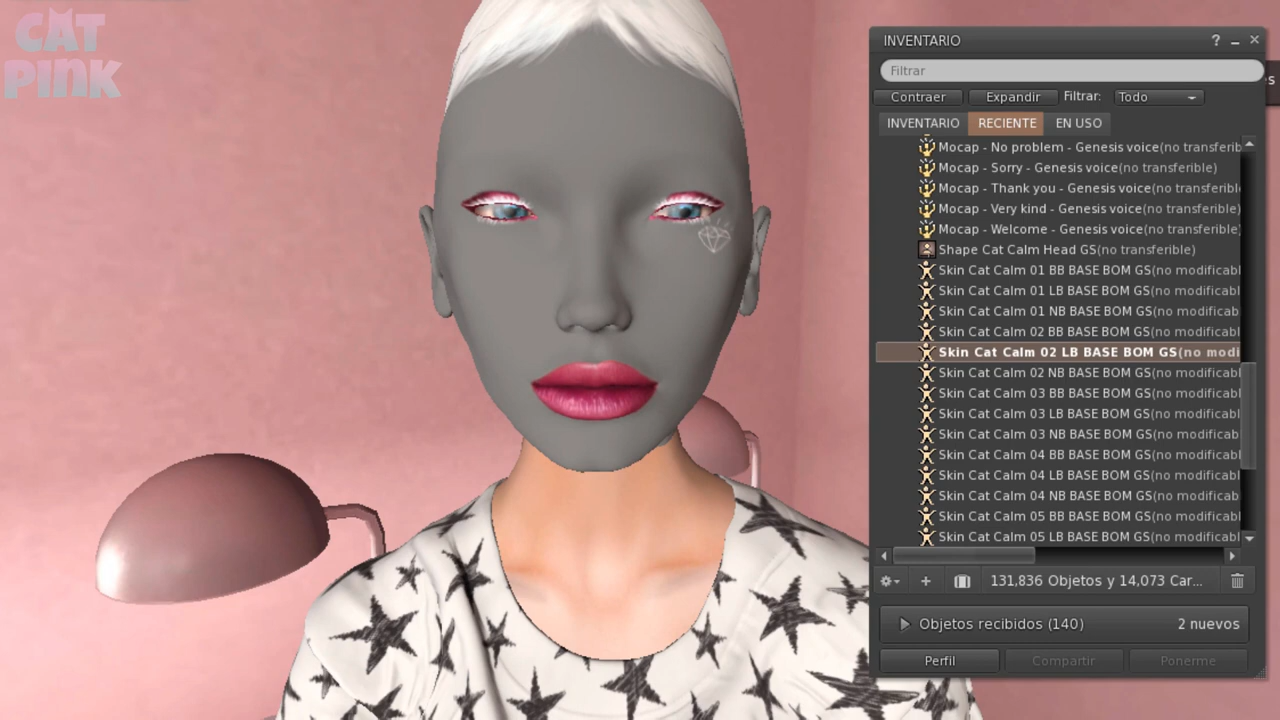 CAT
PINK
INVENTARIO
Filtrar
Contraer Expandir Filtrar: Todo
INVENTARIO RECIENTE EN USO
Mocap - No problem - Genesis voice(no transferib
Mocap - Sorry - Genesis voice(no transferible)
Mocap - Thank you - Genesis voice(no transferible
Mocap - Very kind - Genesis voice(no transferible)
Mocap - Welcome - Genesis voice(no transferible)
Shape Cat Calm Head GS(no transferible)
Skin Cat Calm 01 BB BASE BOM GS(no modificabl
Skin Cat Calm 01 LB BASE BOM GS(no modificabl
Skin Cat Calm 01 NB BASE BOM GS(no modificab
Skin Cat Calm 02 BB BASE BOM GS(no modificabl
Skin Cat Calm 02 LB BASE BOM GS(no modi
Skin Cat Calm 02 NB BASE BOM GS(no modificab
Skin Cat Calm 03 BB BASE BOM GS(no modificabl
Skin Cat Calm 03 LB BASE BOM GS(no modificabl
Skin Cat Calm 03 NB BASE BOM GS(no modificab
Skin Cat Calm 04 BB BASE BOM GS(no modificabl
Skin Cat Calm 04 LB BASE BOM GS(no modificabl
Skin Cat Calm 04 NB BASE BOM GS(no modificab
Skin Cat Calm 05 BB BASE BOM GS(no modificabl
Skin Cat Calm 05 LB BASE BOM GS(no modificabl
131,836 Objetos y 14,073 Car...
Objetos recibidos (140) 2 nuevos
Perfil Compartir Ponerme